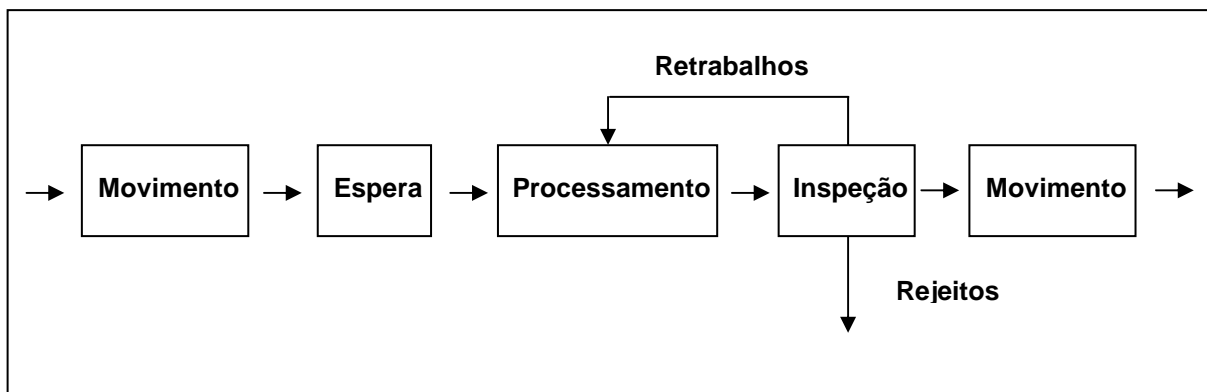 Retrabalhos
Movimento Espera Processamento Inspeção Movimento
Rejeitos